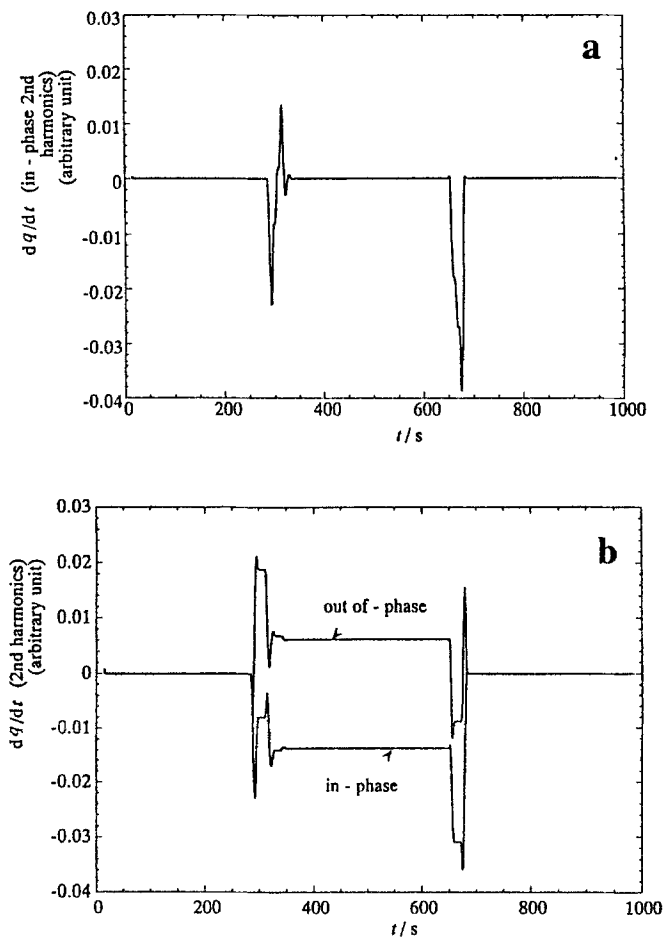 a
dq/dt (in - phase 2nd
harmonics)
(arbitrary unit)
0.03
0.02
0.01
0
-0.01
-0.02
-0.03
-0.04
0 200 400 600 800 1000
t/s
b
dq/dt (2nd harmonics)
(arbitrary unit)
0.03
0.02
0.01
0
-0.01
-0.02
-0.03
-0.04
out of - phase
in - phase
0 200 400 600 800 1000
t/s